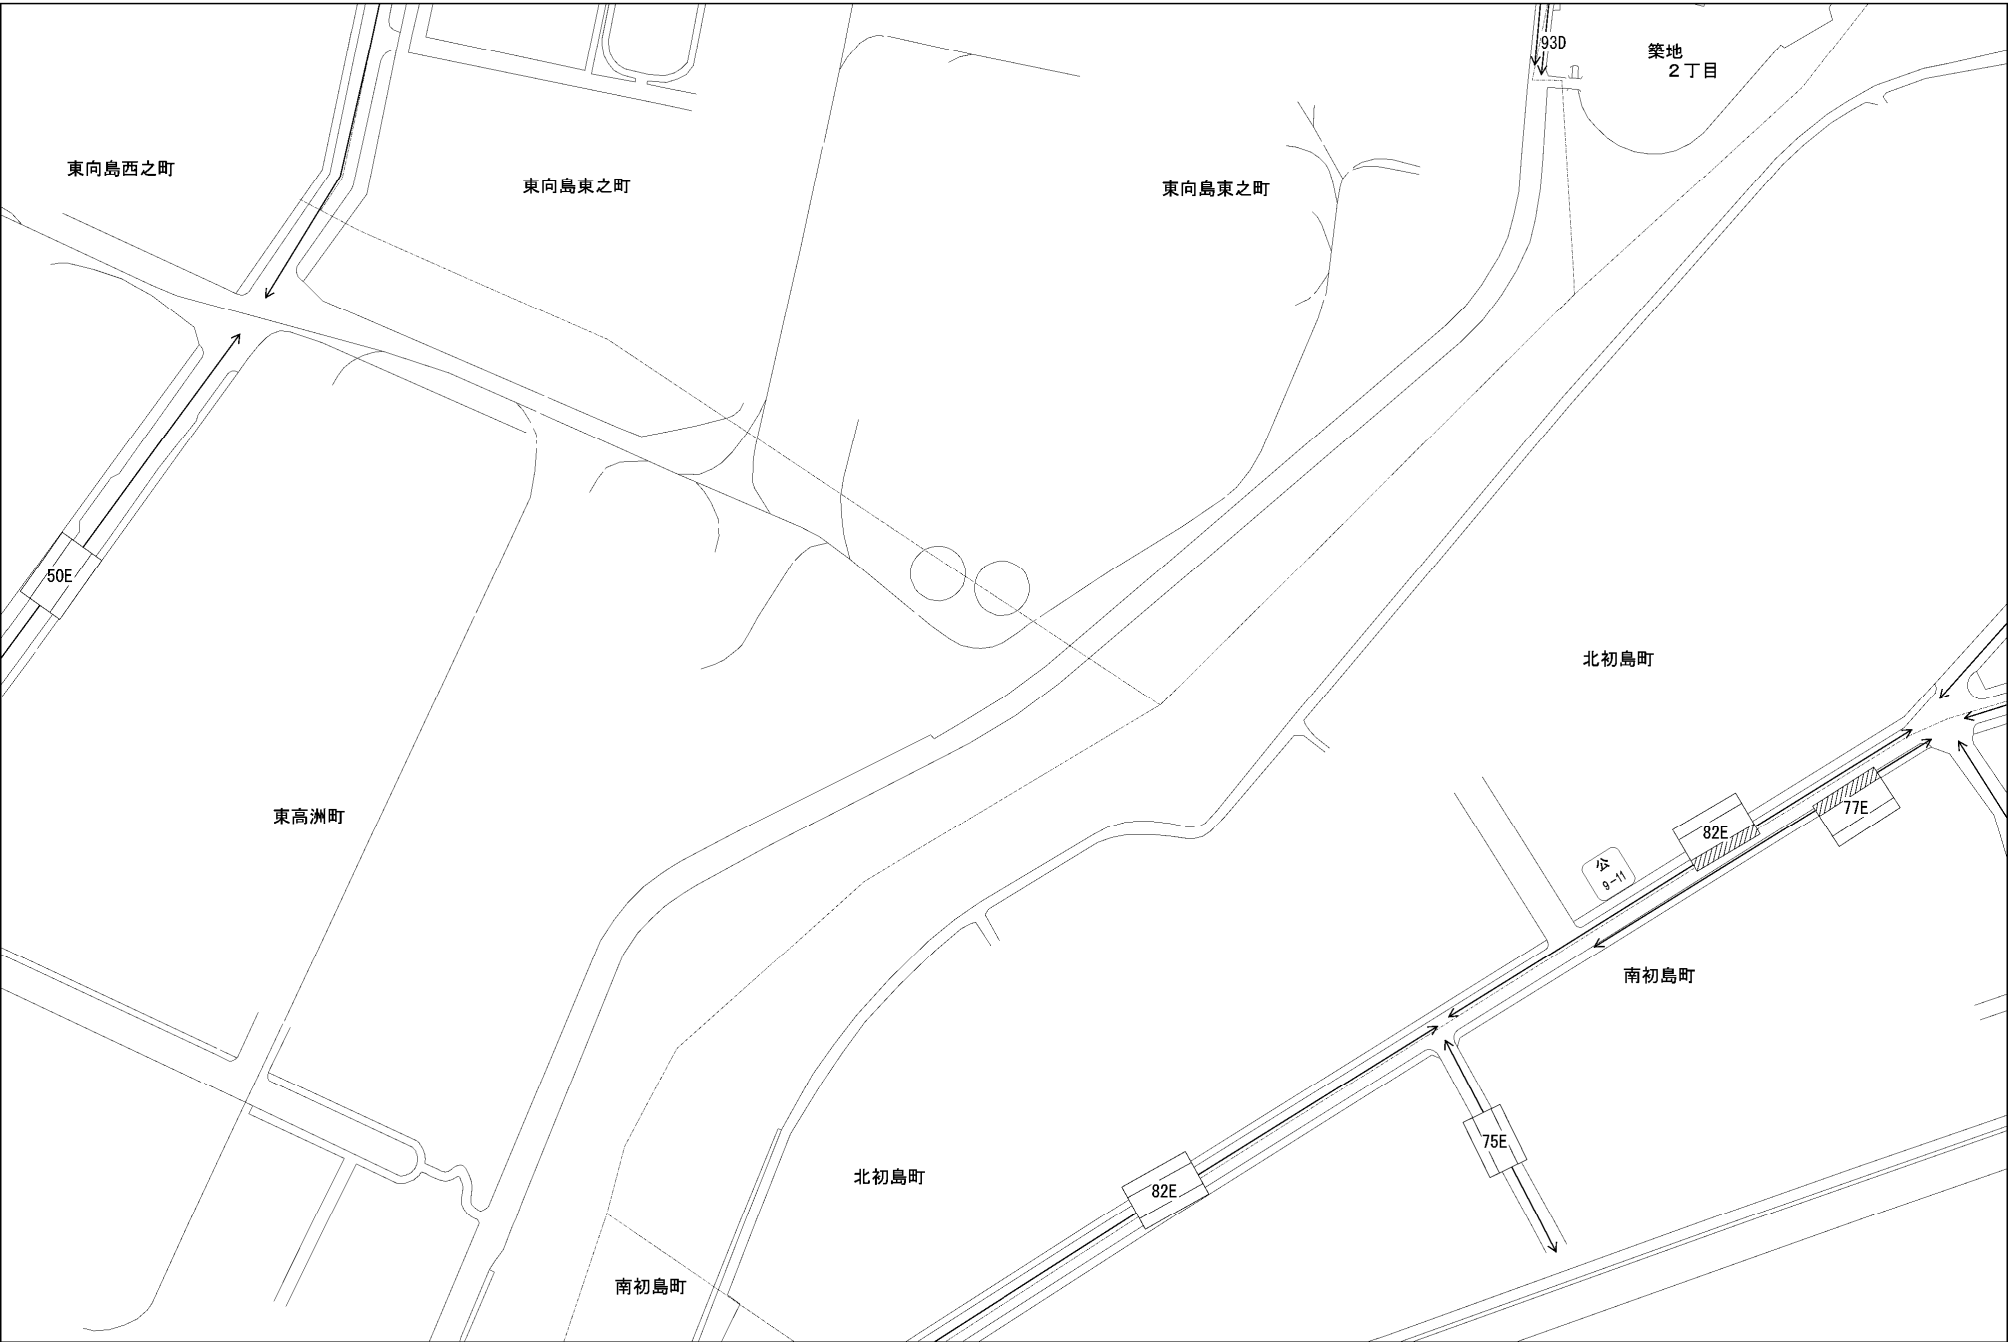 93D
築地
2丁目
東向島西之町
東向島東之町
東向島東之町
50E
北初島町
東高洲町
77E
82E
公
9-11
南初島町
75E
北初島町
82E
南初島町